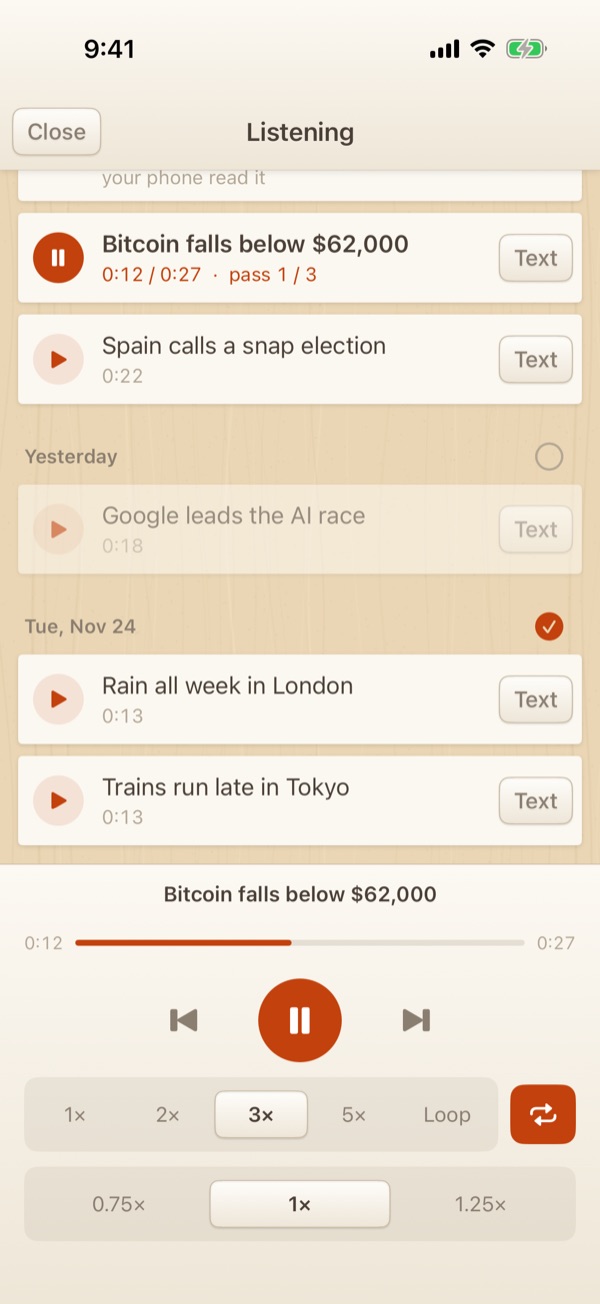 9:41
Close
Listening
your phone read it
Bitcoin falls below $62,000
0:12 / 0:27 · pass 1 / 3
Text
Spain calls a snap election
0:22
Text
Yesterday
Google leads the AI race
0:18
Text
Tue, Nov 24
Rain all week in London
0:13
Text
Trains run late in Tokyo
0:13
Text
Bitcoin falls below $62,000
0:12
0:27
1×
2×
3×
5×
Loop
0.75×
1×
1.25×